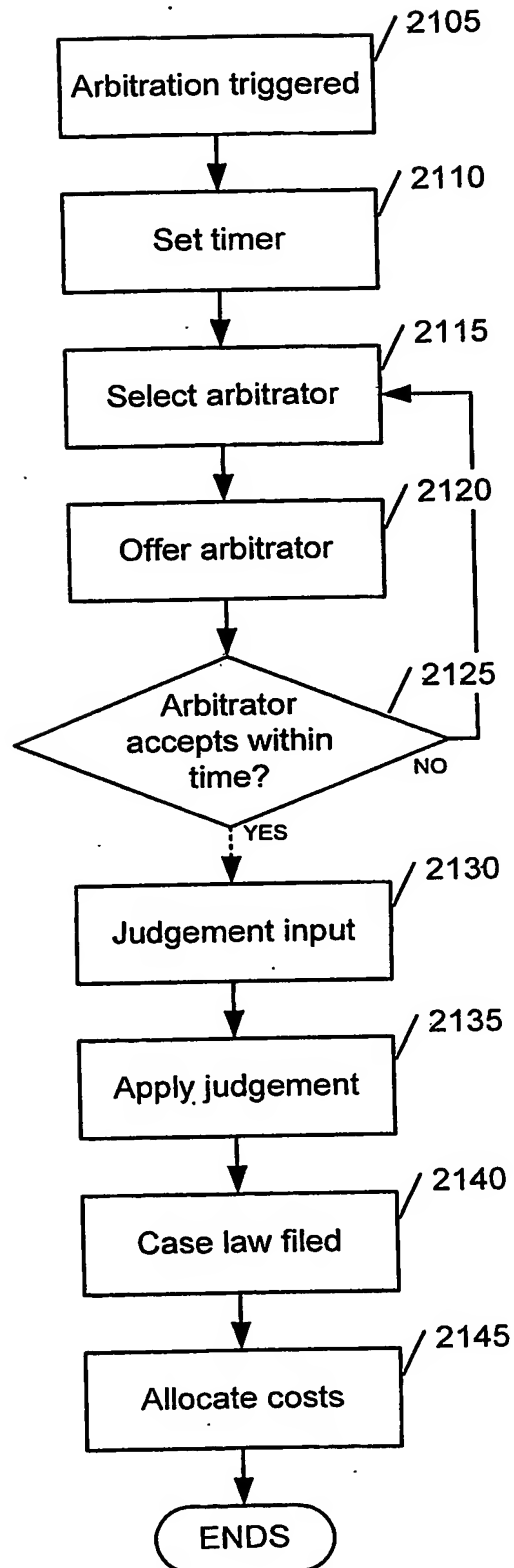 2105
Arbitration triggered
2110
Set timer
2115
Select arbitrator
2120
Offer arbitrator
2125
Arbitrator
accepts within
time?
NO
YES
2130
Judgement input
2135
Apply judgement
2140
Case law filed
2145
Allocate costs
ENDS